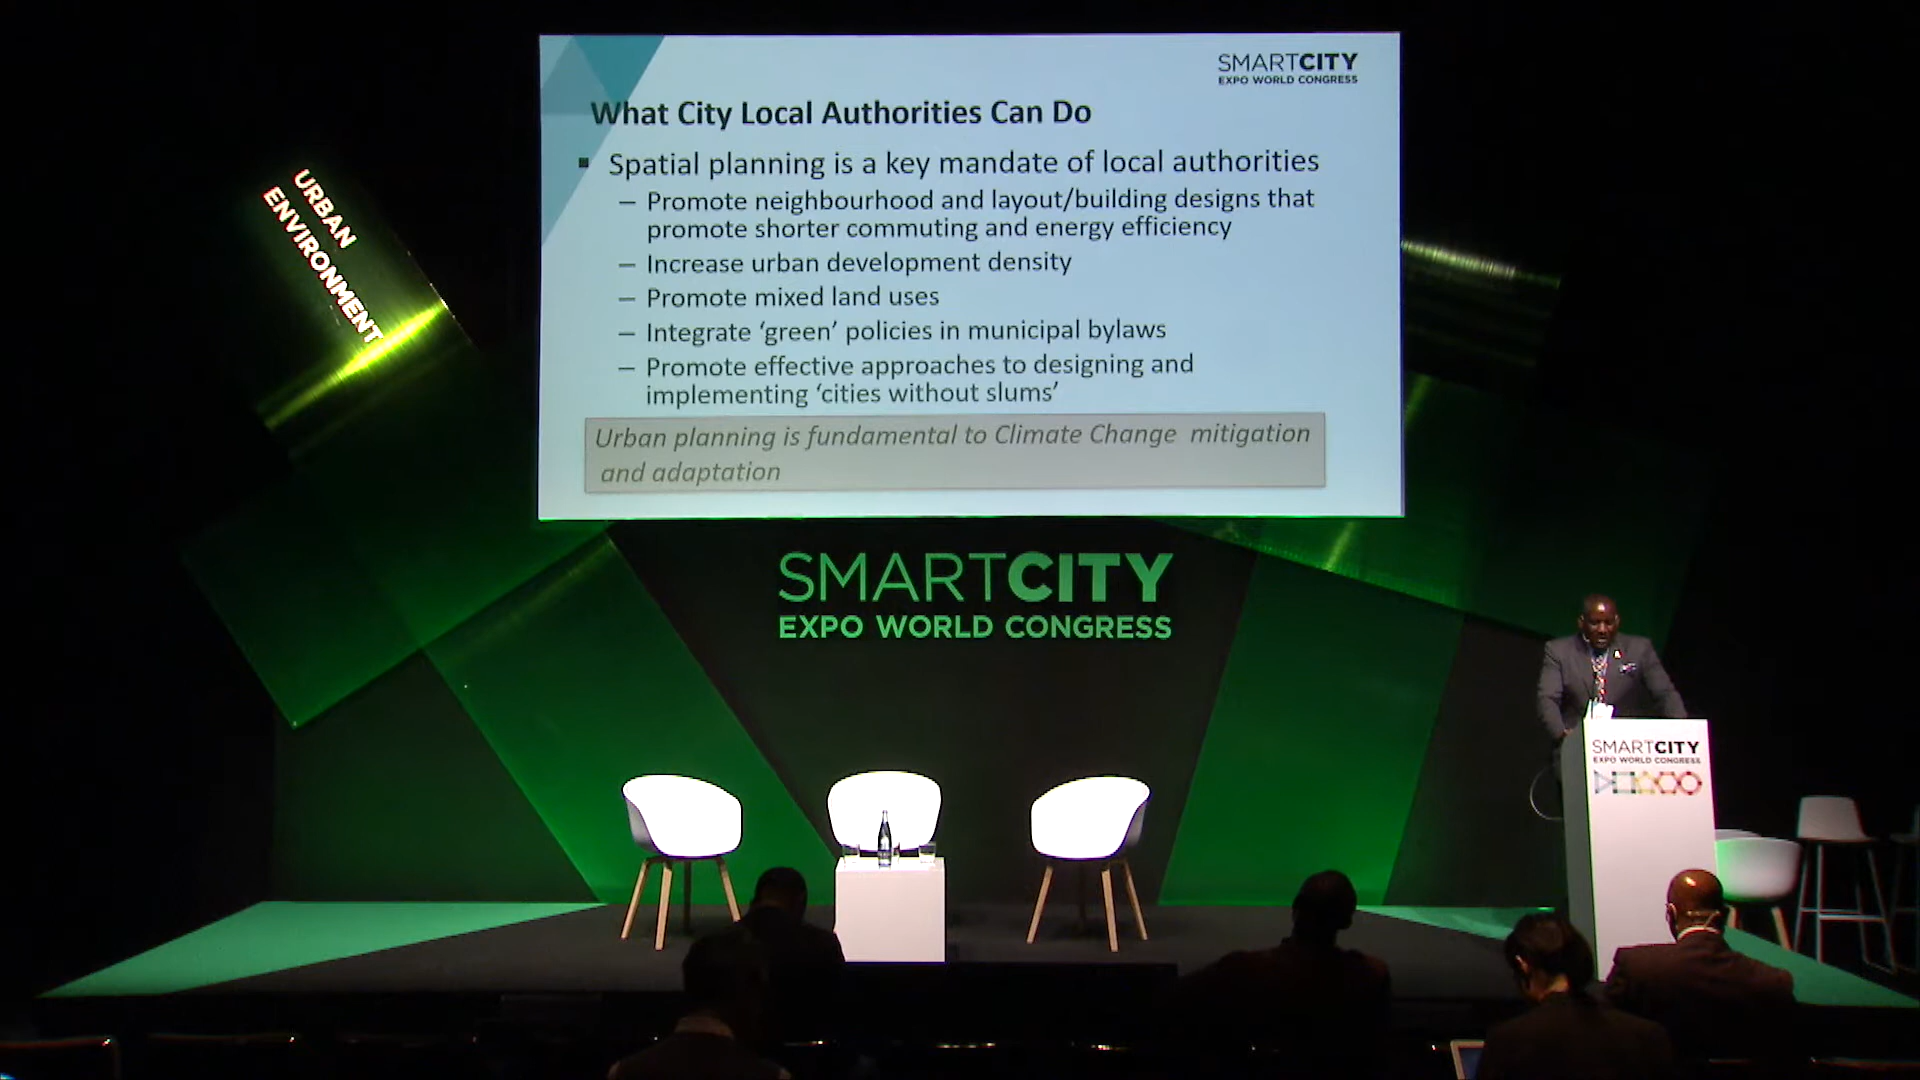 SMARTCITY
EXPO WORLD CONGRESS
What City Local Authorities Can Do
▪ Spatial planning is a key mandate of local authorities
– Promote neighbourhood and layout/building designs that
promote shorter commuting and energy efficiency
– Increase urban development density
– Promote mixed land uses
– Integrate ‘green’ policies in municipal bylaws
– Promote effective approaches to designing and
implementing ‘cities without slums’
Urban planning is fundamental to Climate Change mitigation
and adaptation
URBAN
ENVIRONMENT
SMARTCITY
EXPO WORLD CONGRESS
SMARTCITY
EXPO WORLD CONGRESS